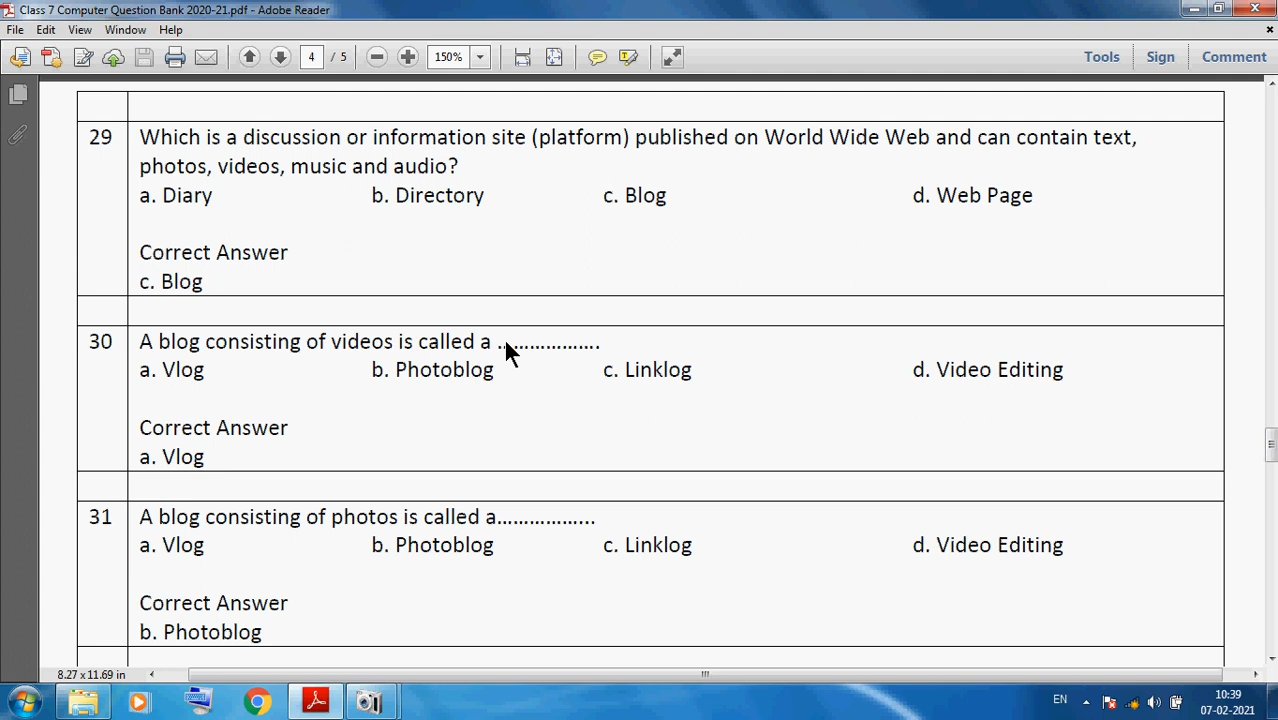 Class 7 Computer Question Bank 2020-21.pdf - Adobe Reader
File Edit View Window Help
4 / 5 150% Tools Sign Comment
29 Which is a discussion or information site (platform) published on World Wide Web and can contain text,
photos, videos, music and audio?
a. Diary b. Directory c. Blog d. Web Page
Correct Answer
c. Blog
30 A blog consisting of videos is called a ……………….
a. Vlog b. Photoblog c. Linklog d. Video Editing
Correct Answer
a. Vlog
31 A blog consisting of photos is called a……………...
a. Vlog b. Photoblog c. Linklog d. Video Editing
Correct Answer
b. Photoblog
8.27 x 11.69 in
EN 10:39
07-02-2021